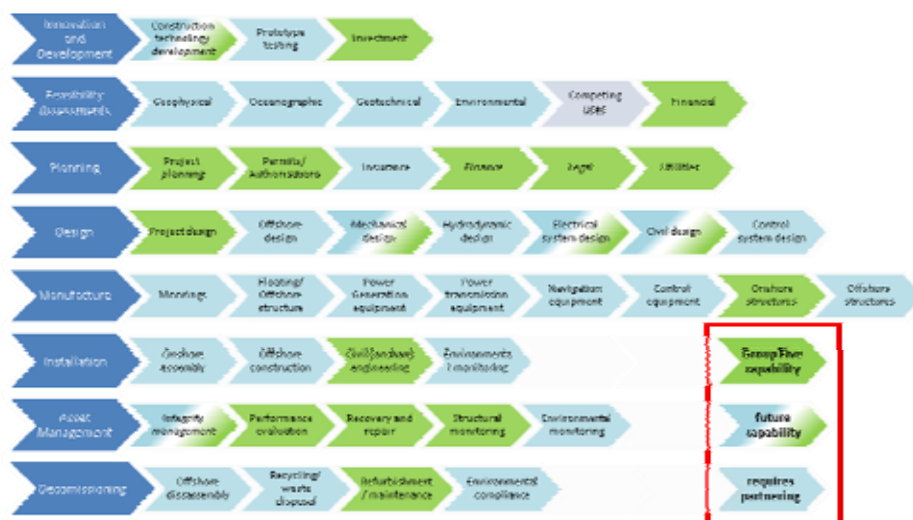 Innovation
and
Development
Construction
technology
development
Prototype
testing
Investment
Feasibility
Assessments
Geophysical
Oceanographic
Geotechnical
Environmental
Competing
uses
Financial
Planning
Project
planning
Permits/
Authorisations
Insurance
Finance
Legal
Utilities
Design
Project design
Offshore
design
Mechanical
design
Hydrodynamic
design
Electrical
system design
Civil design
Control
system design
Manufacture
Moorings
Floating/
Offshore
structure
Power
Generation
equipment
Power
transmission
equipment
Navigation
equipment
Control
equipment
Onshore
structures
Offshore
structures
Installation
Onshore
assembly
Offshore
construction
Civil (onshore)
engineering
Environmenta
l monitoring
Group Five
capability
Asset
Management
Integrity
management
Performance
evaluation
Recovery and
repair
Structural
monitoring
Environmental
monitoring
future
capability
Decomissioning
Offshore
disassembly
Recycling/
waste
disposal
Refurbishment
/ maintenance
Environmental
compliance
requires
partnering